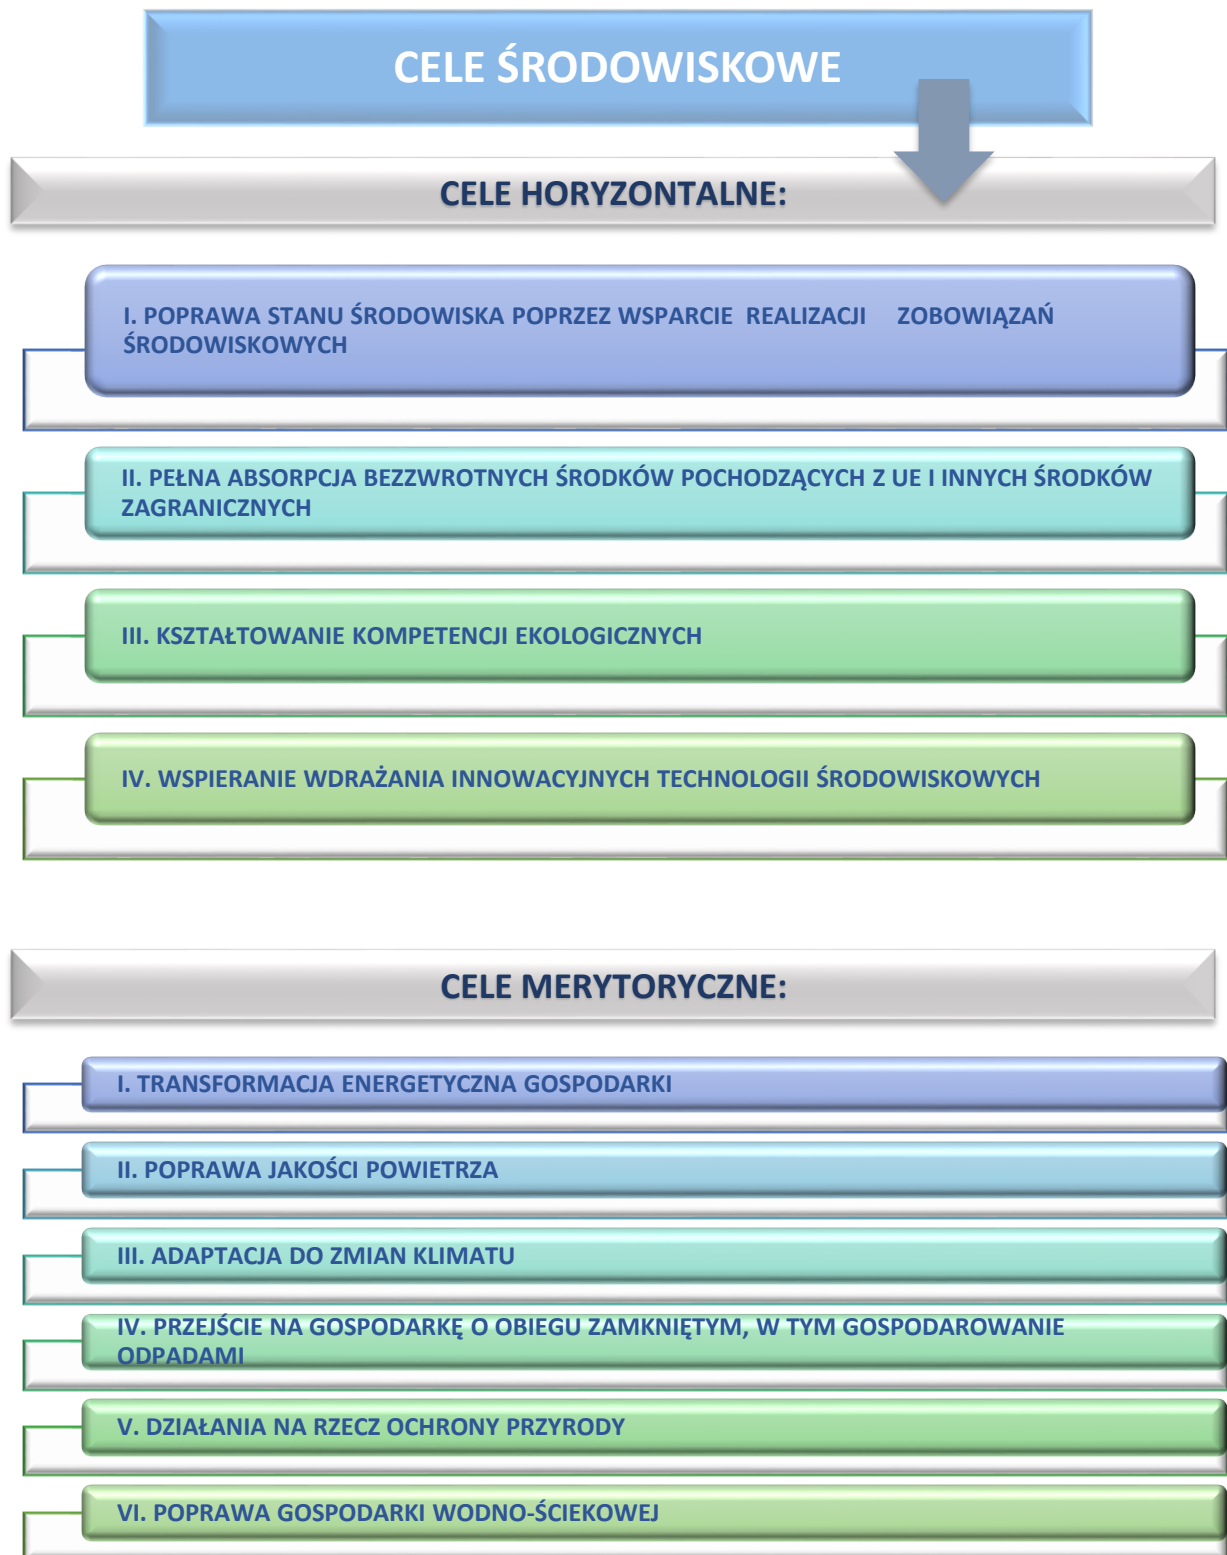 CELE ŚRODOWISKOWE
CELE HORYZONTALNE:
I. POPRAWA STANU ŚRODOWISKA POPRZEZ WSPARCIE REALIZACJI ZOBOWIĄZAŃ
ŚRODOWISKOWYCH
II. PEŁNA ABSORPCJA BEZZWROTNYCH ŚRODKÓW POCHODZĄCYCH Z UE I INNYCH ŚRODKÓW
ZAGRANICZNYCH
III. KSZTAŁTOWANIE KOMPETENCJI EKOLOGICZNYCH
IV. WSPIERANIE WDRAŻANIA INNOWACYJNYCH TECHNOLOGII ŚRODOWISKOWYCH
CELE MERYTORYCZNE:
I. TRANSFORMACJA ENERGETYCZNA GOSPODARKI
II. POPRAWA JAKOŚCI POWIETRZA
III. ADAPTACJA DO ZMIAN KLIMATU
IV. PRZEJŚCIE NA GOSPODARKĘ O OBIEGU ZAMKNIĘTYM, W TYM GOSPODAROWANIE
ODPADAMI
V. DZIAŁANIA NA RZECZ OCHRONY PRZYRODY
VI. POPRAWA GOSPODARKI WODNO-ŚCIEKOWEJ